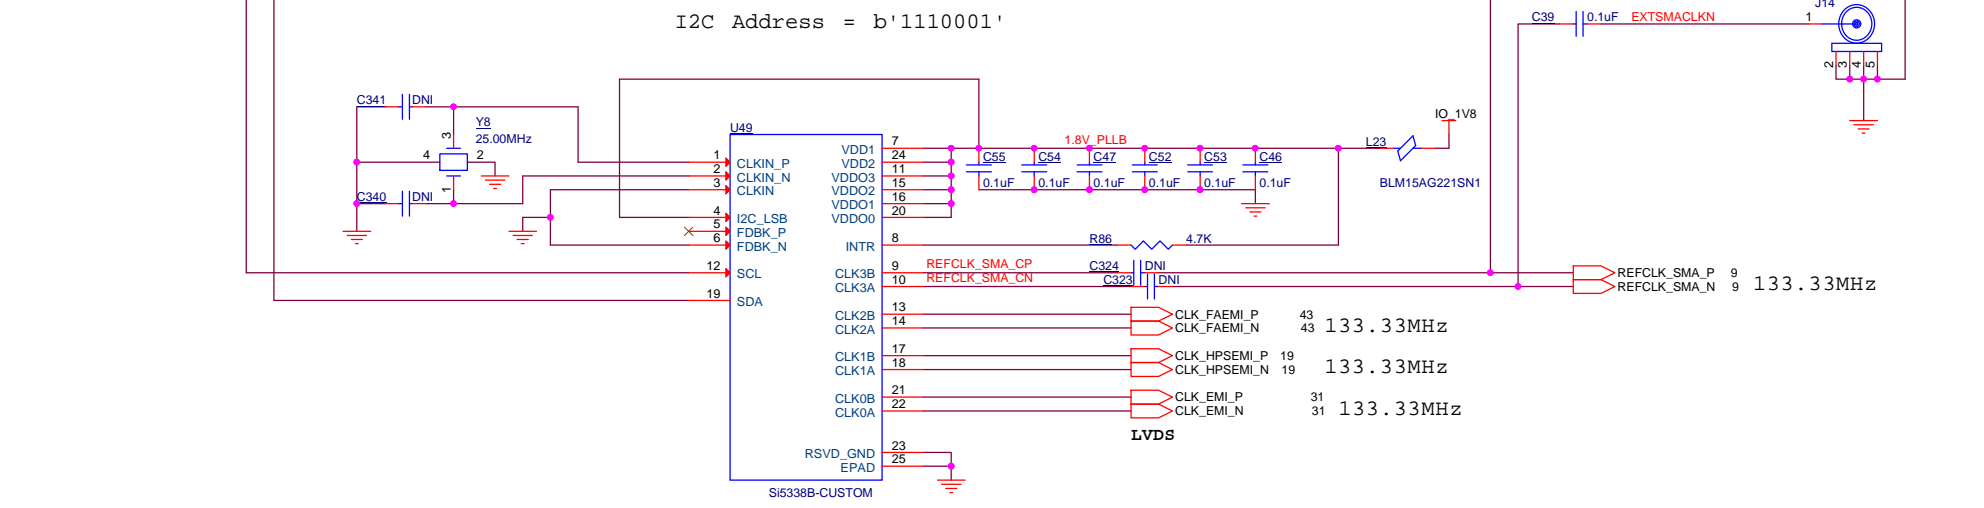 J14
I2C Address = b'1110001'
C39 0.1uF EXTSMACLKN 1
2 3 4 5
C341 DNI
Y8
25.00MHz
3
4 2
1
C340 DNI
IO_1V8
1.8V_PLLB
L23
BLM15AG221SN1
C55 C54 C47 C52 C53 C46
0.1uF 0.1uF 0.1uF 0.1uF 0.1uF 0.1uF
U49
1 CLKIN_P
2 CLKIN_N
3 CLKIN
4 I2C_LSB
5 FDBK_P
6 FDBK_N
12 SCL
19 SDA
VDD1 7
VDD2 24
VDDO3 11
VDDO2 15
VDDO1 16
VDDO0 20
INTR 8 R86 4.7K
CLK3B 9 REFCLK_SMA_CP C324 DNI REFCLK_SMA_P 9
CLK3A 10 REFCLK_SMA_CN C323 DNI REFCLK_SMA_N 9
133.33MHz
CLK2B 13 CLK_FAEMI_P 43
CLK2A 14 CLK_FAEMI_N 43
133.33MHz
CLK1B 17 CLK_HPSEMI_P 19
CLK1A 18 CLK_HPSEMI_N 19
133.33MHz
CLK0B 21 CLK_EMI_P 31
CLK0A 22 CLK_EMI_N 31
133.33MHz
LVDS
RSVD_GND 23
EPAD 25
Si5338B-CUSTOM